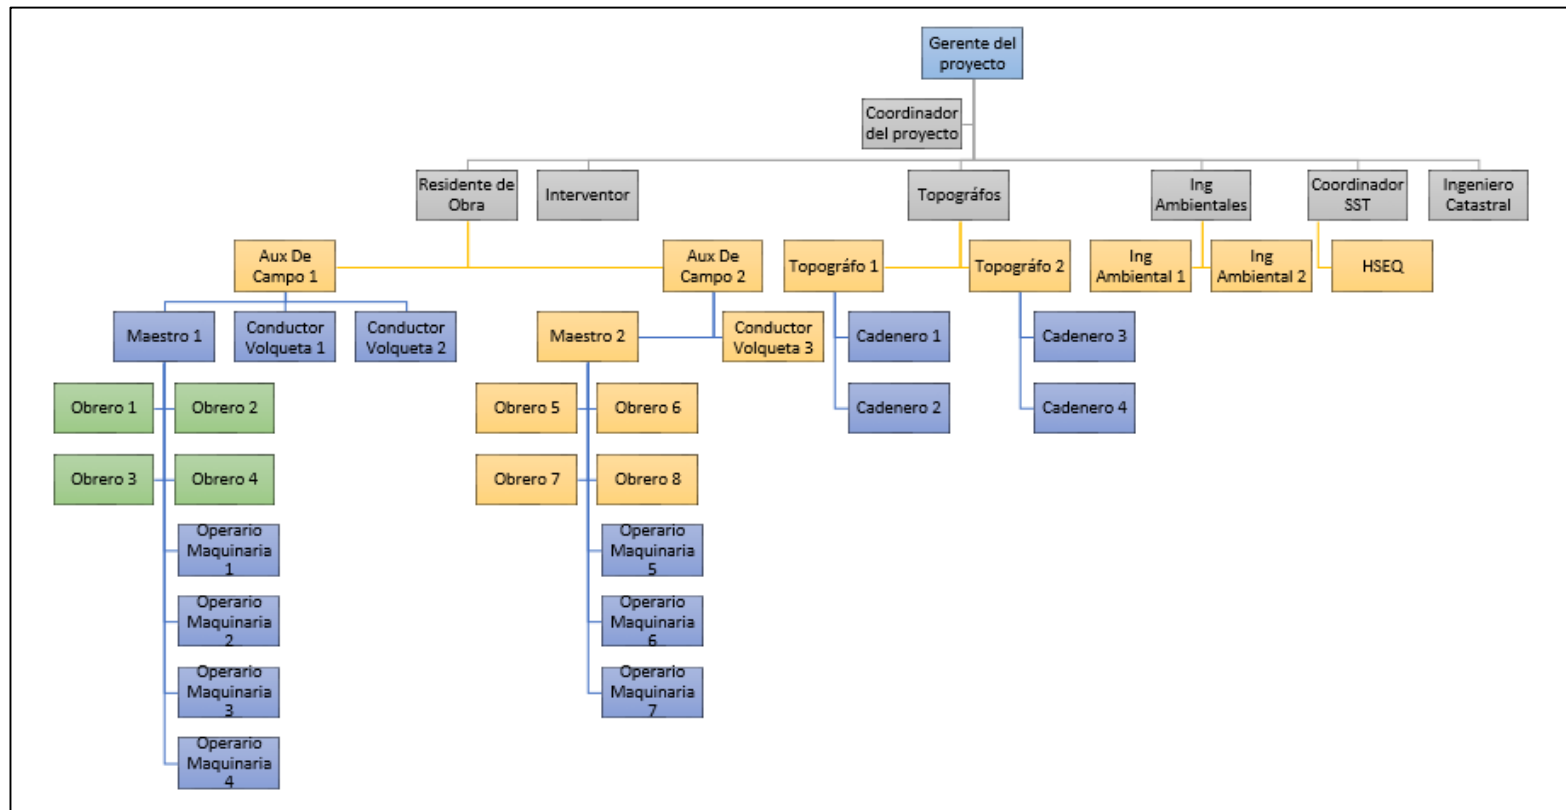 Gerente del
proyecto
Coordinador
del proyecto
Residente de
Obra
Interventor
Topográfos
Ing
Ambientales
Coordinador
SST
Ingeniero
Catastral
Aux De
Campo 1
Aux De
Campo 2
Topográfo 1
Topográfo 2
Ing
Ambiental 1
Ing
Ambiental 2
HSEQ
Maestro 1
Conductor
Volqueta 1
Conductor
Volqueta 2
Maestro 2
Conductor
Volqueta 3
Cadenero 1
Cadenero 3
Obrero 1
Obrero 2
Obrero 5
Obrero 6
Cadenero 2
Cadenero 4
Obrero 3
Obrero 4
Obrero 7
Obrero 8
Operario
Maquinaria
1
Operario
Maquinaria
5
Operario
Maquinaria
2
Operario
Maquinaria
6
Operario
Maquinaria
3
Operario
Maquinaria
7
Operario
Maquinaria
4